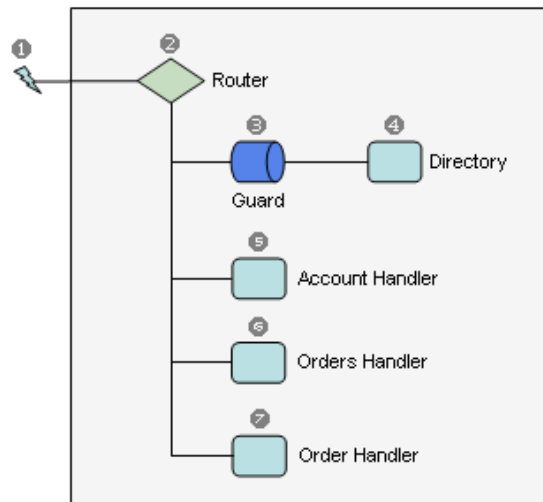 1
2
Router
3
4
Directory
Guard
5
Account Handler
6
Orders Handler
7
Order Handler